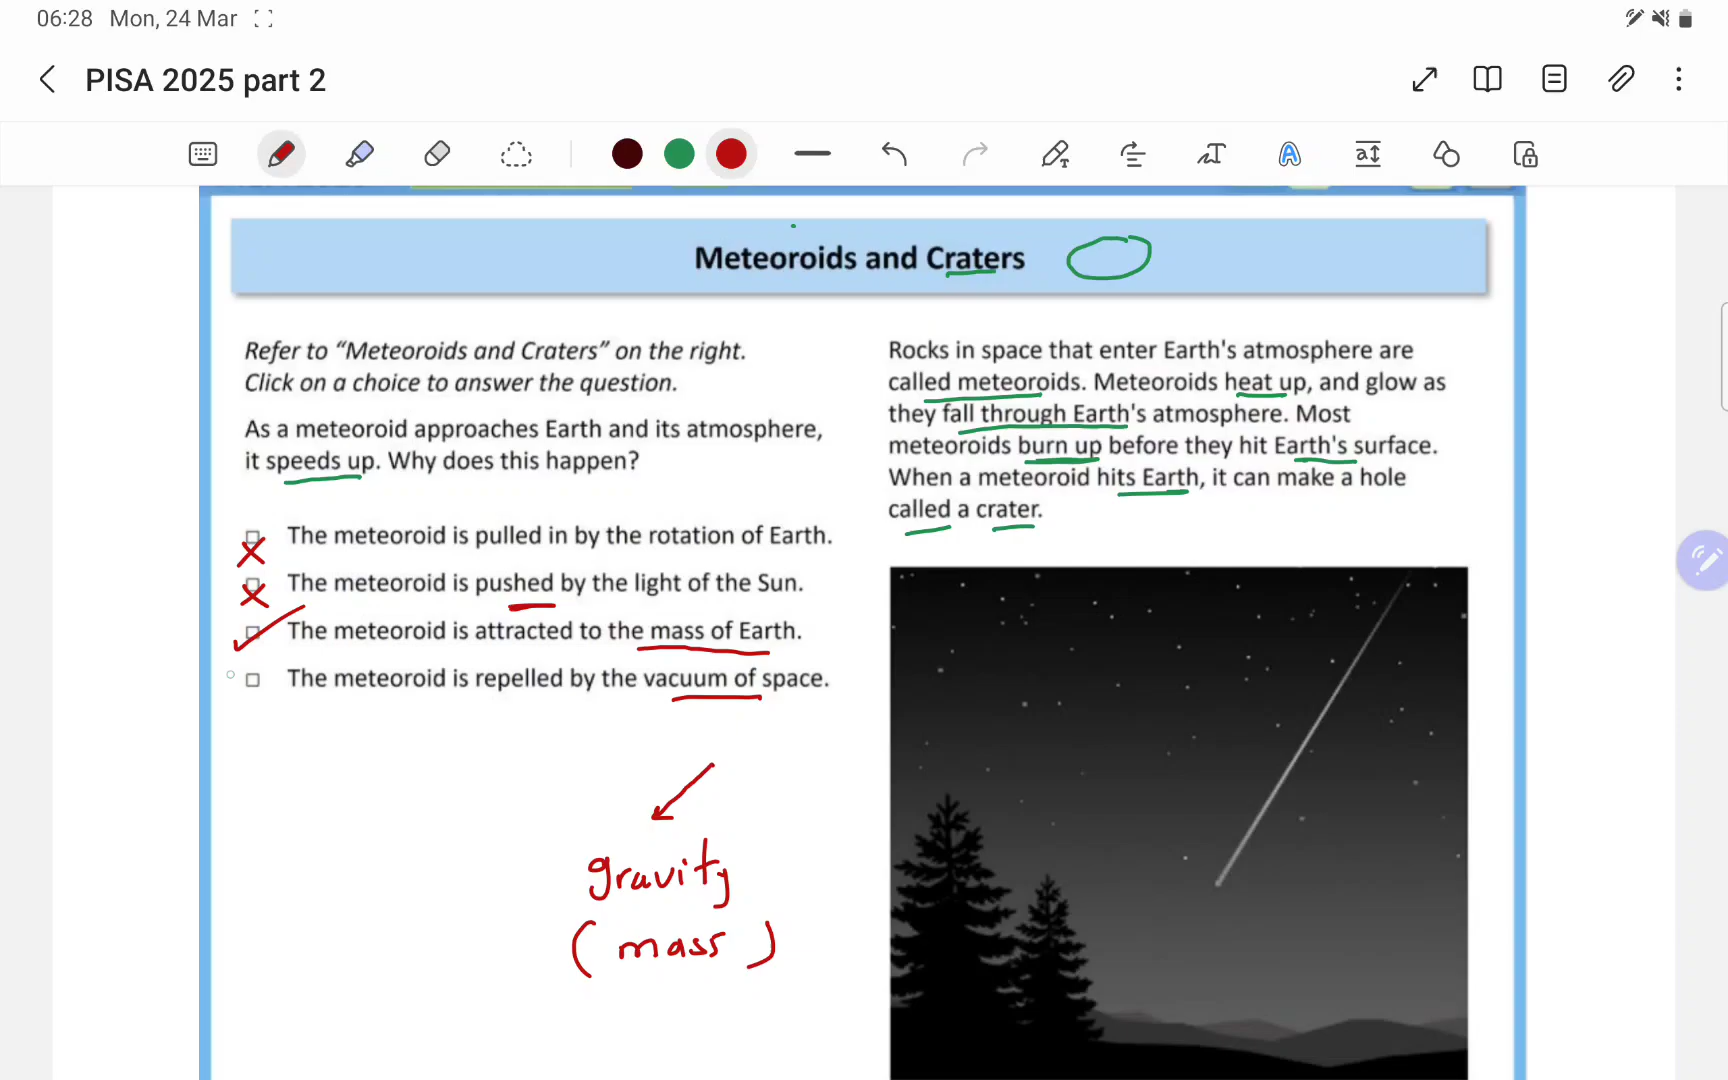 06:28 Mon, 24 Mar
PISA 2025 part 2
Meteoroids and Craters
Refer to “Meteoroids and Craters” on the right.
Click on a choice to answer the question.
As a meteoroid approaches Earth and its atmosphere,
it speeds up. Why does this happen?
The meteoroid is pulled in by the rotation of Earth.
The meteoroid is pushed by the light of the Sun.
The meteoroid is attracted to the mass of Earth.
The meteoroid is repelled by the vacuum of space.
gravity
( mass )
Rocks in space that enter Earth's atmosphere are
called meteoroids. Meteoroids heat up, and glow as
they fall through Earth's atmosphere. Most
meteoroids burn up before they hit Earth's surface.
When a meteoroid hits Earth, it can make a hole
called a crater.